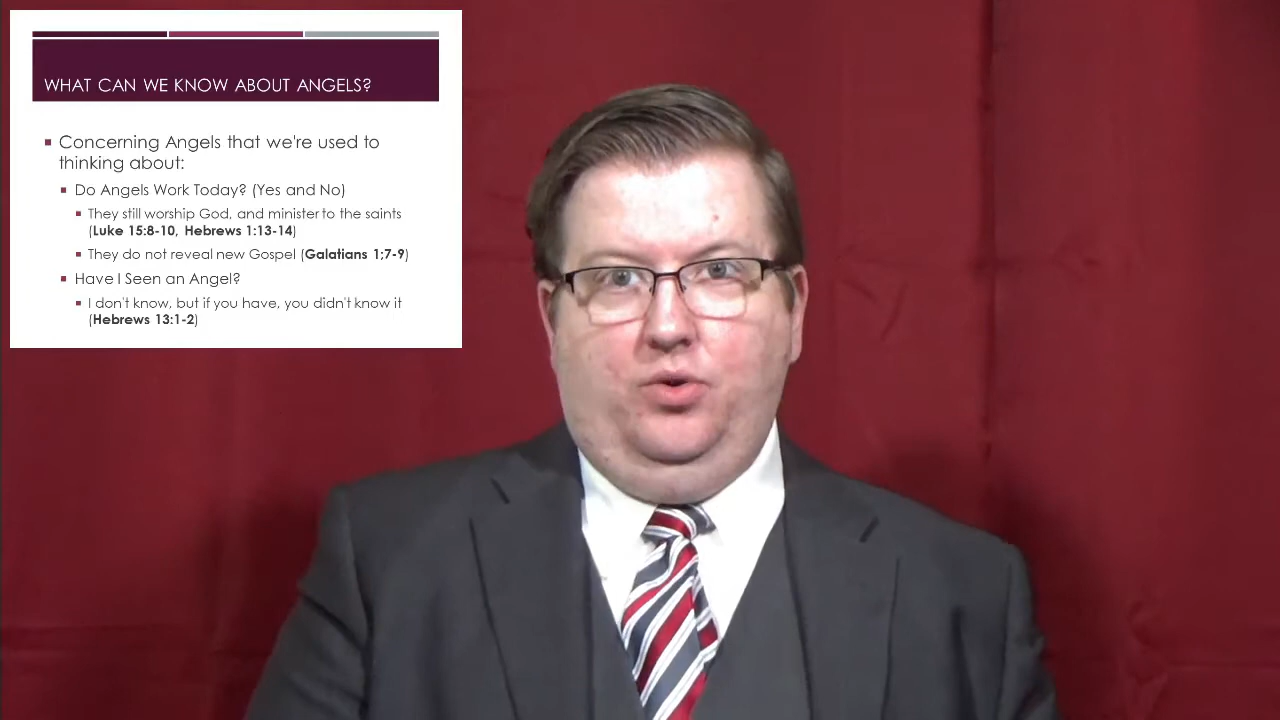 WHAT CAN WE KNOW ABOUT ANGELS?
Concerning Angels that we're used to
thinking about:
Do Angels Work Today? (Yes and No)
They still worship God, and minister to the saints
(Luke 15:8-10, Hebrews 1:13-14)
They do not reveal new Gospel (Galatians 1;7-9)
Have I Seen an Angel?
I don't know, but if you have, you didn't know it
(Hebrews 13:1-2)